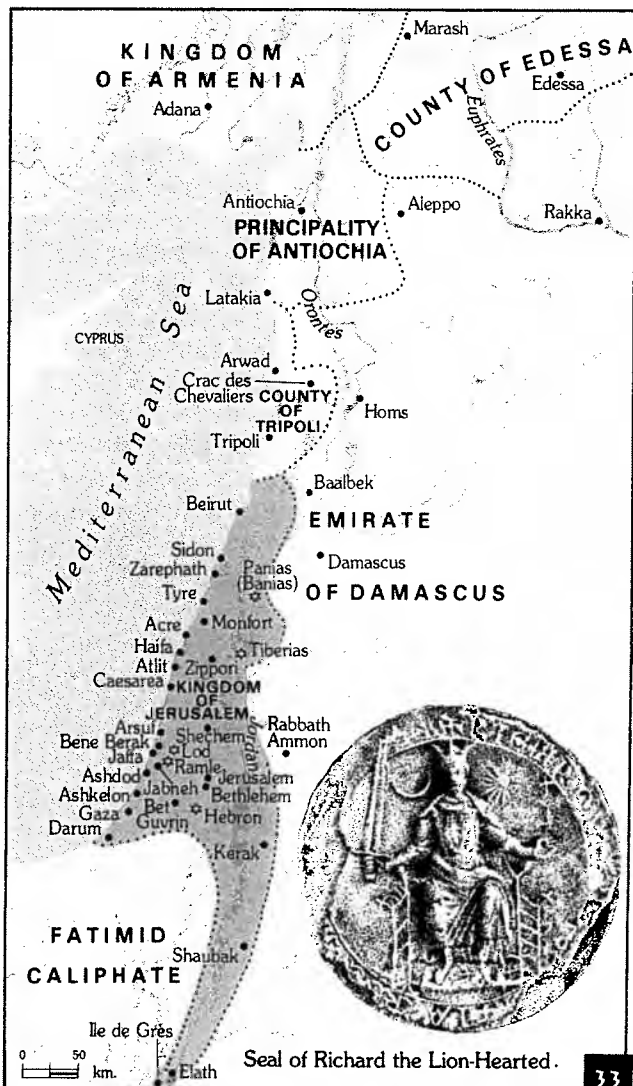 Marash
KINGDOM
OF ARMENIA
COUNTY OF EDESSA
Edessa
Adana
Euphrates
Antiochia
Aleppo
Rakka
PRINCIPALITY
OF ANTIOCHIA
Latakia
Orontes
CYPRUS
Mediterranean Sea
Arwad
Crac des
Chevaliers
COUNTY
OF
TRIPOLI
Homs
Tripoli
Baalbek
Beirut
EMIRATE
OF DAMASCUS
Sidon
Damascus
Zarephath
Panias
(Banias)
Tyre
Monfort
Acre
Haifa
Tiberias
Atlit
Zippori
Caesarea
KINGDOM
OF
JERUSALEM
Jordan
Arsuf
Shechem
Rabbath
Ammon
Bene Berak
Lod
Jaffa
Ramle
Ashdod
Jabneh
Jerusalem
Ashkelon
Bethlehem
Gaza
Bet
Guvrin
Hebron
Darum
Kerak
FATIMID
CALIPHATE
Shaubak
Ile de Grès
0 50
km.
Elath
Seal of Richard the Lion-Hearted.
33